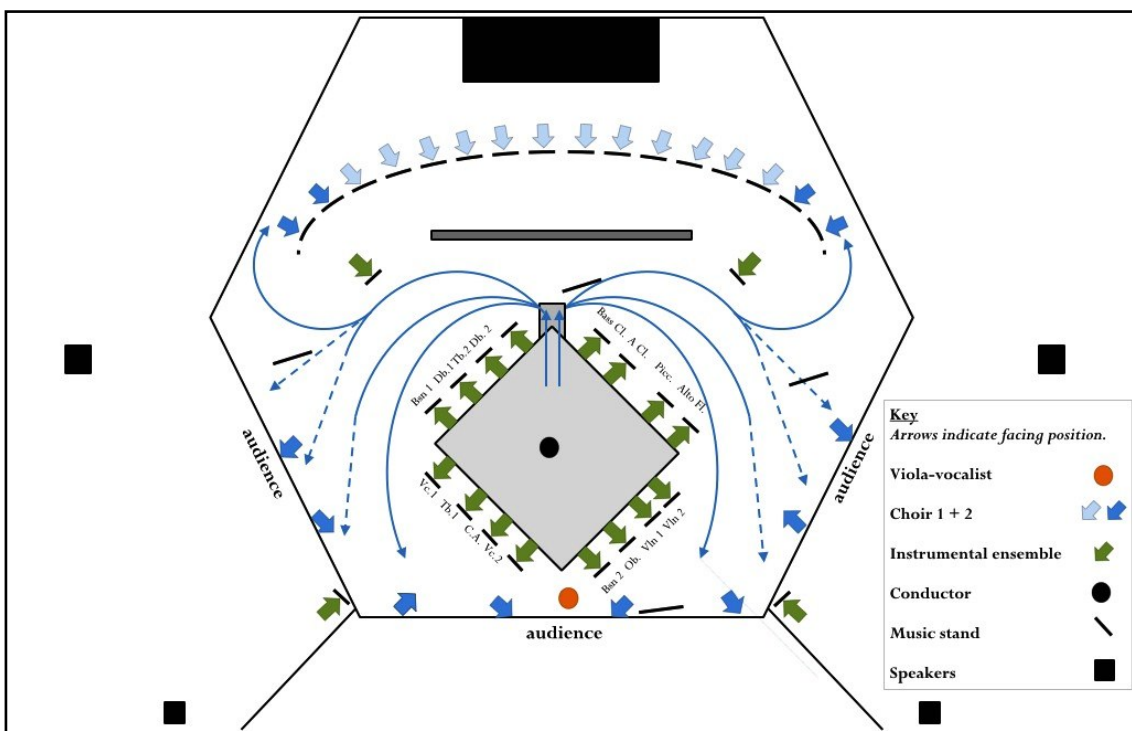 Bsn 1 Db.1 Tb.2 Db. 2
Bass Cl. A Cl. Picc. Alto Fl.
Vc.1 Tb.1 C.A. Vc.2
Bsn 2 Ob. Vln 1 Vln 2
audience
audience
audience
Key
Arrows indicate facing position.
Viola-vocalist
Choir 1 + 2
Instrumental ensemble
Conductor
Music stand
Speakers